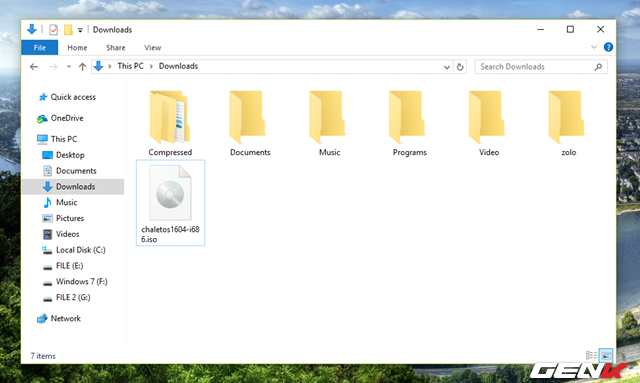 Downloads
File Home Share View
This PC Downloads Search Downloads
Quick access
OneDrive
This PC
Desktop
Documents
Downloads
Music
Pictures
Videos
Local Disk (C:)
FILE (E:)
Windows 7 (F:)
FILE 2 (G:)
Network
Compressed Documents Music Programs Video zolo
chaletos1604-i68
6.iso
7 items
GENK